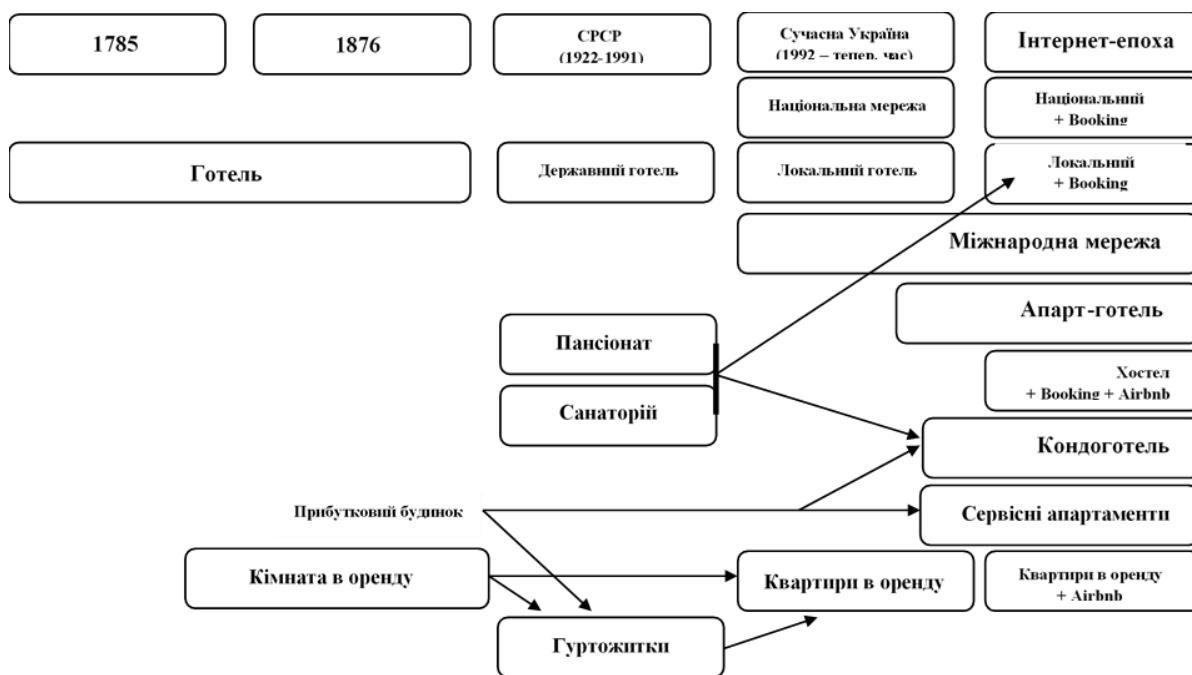 1785
1876
СРСР
(1922-1991)
Сучасна Україна
(1992 – тепер. час)
Інтернет-епоха
Національна мережа
Національний
+ Booking
Готель
Державний готель
Локальний готель
Локальний
+ Booking
Міжнародна мережа
Апарт-готель
Пансіонат
Хостел
+ Booking + Airbnb
Санаторій
Кондоготель
Прибутковий будинок
Сервісні апартаменти
Кімната в оренду
Квартири в оренду
Квартири в оренду
+ Airbnb
Гуртожитки